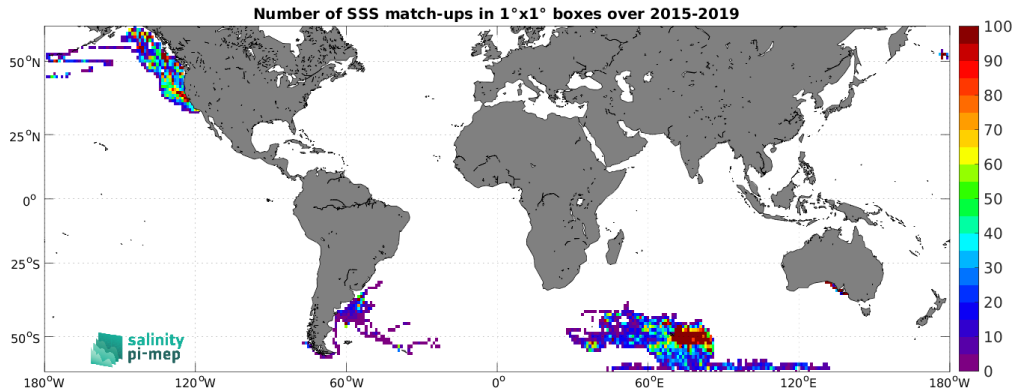 Number of SSS match-ups in 1°x1° boxes over 2015-2019
100
90
80
70
60
50
40
30
20
10
0
50°N
25°N
0°
25°S
50°S
salinity
pi-mep
180°W
120°W
60°W
0°
60°E
120°E
180°W